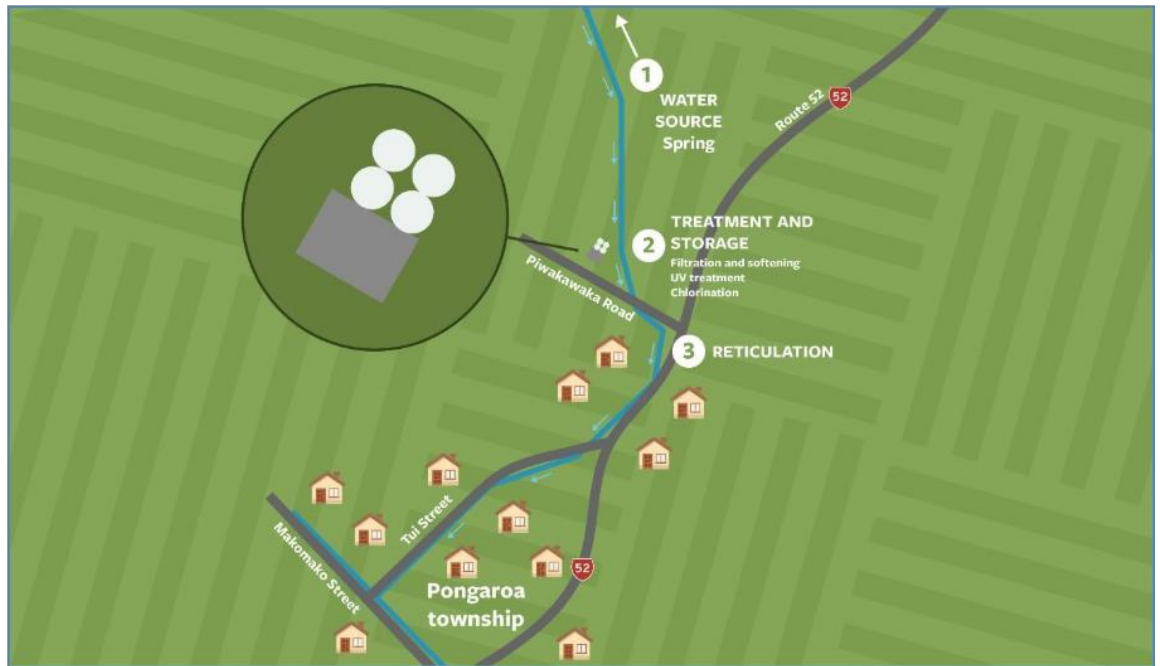 1
WATER
SOURCE
Spring
Route 52
52
2
TREATMENT AND
STORAGE
Filtration and softening
UV treatment
Chlorination
Piwakawaka Road
3
RETICULATION
Tui Street
Makomako Street
52
Pongaroa
township